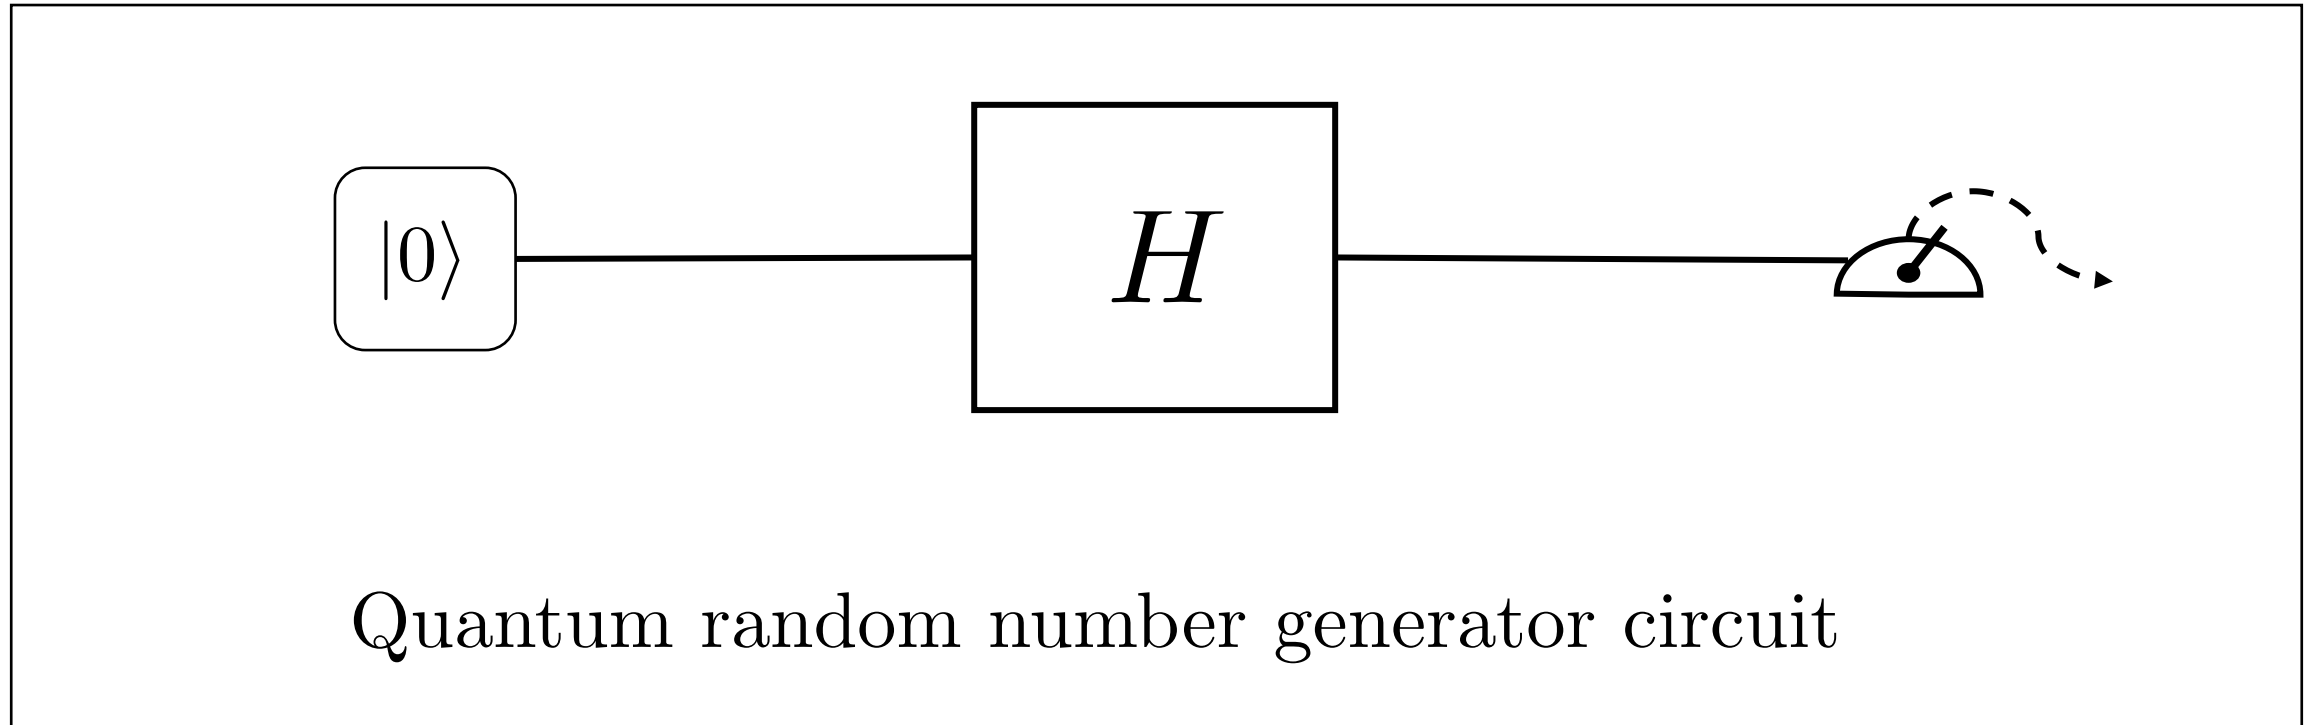 |0⟩
H
Quantum random number generator circuit